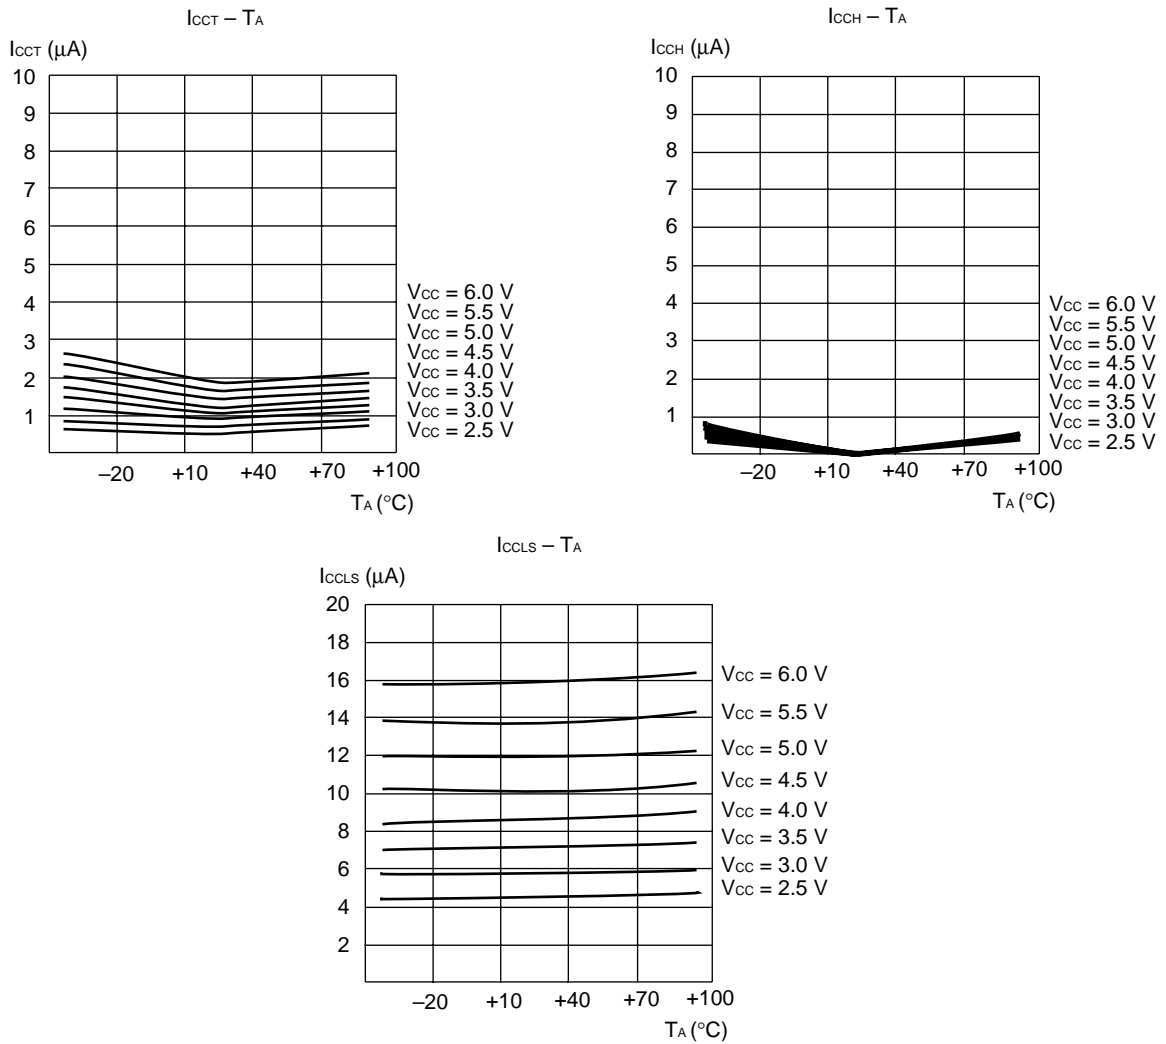 ICCT – TA
ICCT (μA)
10
9
8
7
6
5
4
3
2
1
VCC = 6.0 V
VCC = 5.5 V
VCC = 5.0 V
VCC = 4.5 V
VCC = 4.0 V
VCC = 3.5 V
VCC = 3.0 V
VCC = 2.5 V
–20 +10 +40 +70 +100
TA (°C)
ICCH – TA
ICCH (μA)
10
9
8
7
6
5
4
3
2
1
VCC = 6.0 V
VCC = 5.5 V
VCC = 5.0 V
VCC = 4.5 V
VCC = 4.0 V
VCC = 3.5 V
VCC = 3.0 V
VCC = 2.5 V
–20 +10 +40 +70 +100
TA (°C)
ICCLS – TA
ICCLS (μA)
20
18
16
14
12
10
8
6
4
2
VCC = 6.0 V
VCC = 5.5 V
VCC = 5.0 V
VCC = 4.5 V
VCC = 4.0 V
VCC = 3.5 V
VCC = 3.0 V
VCC = 2.5 V
–20 +10 +40 +70 +100
TA (°C)